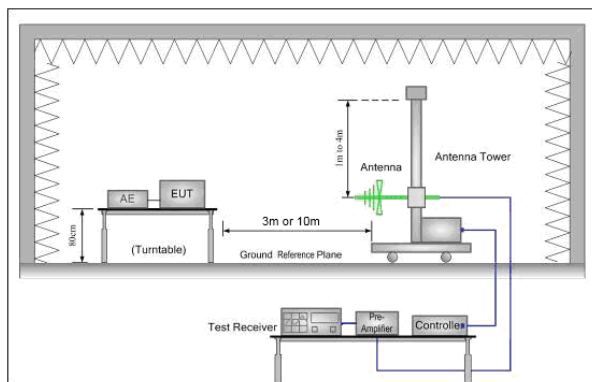 1m to 4m
Antenna
Antenna Tower
AE
EUT
3m or 10m
80cm
(Turntable)
Ground Reference Plane
Test Receiver
Pre-
Amplifier
Controller